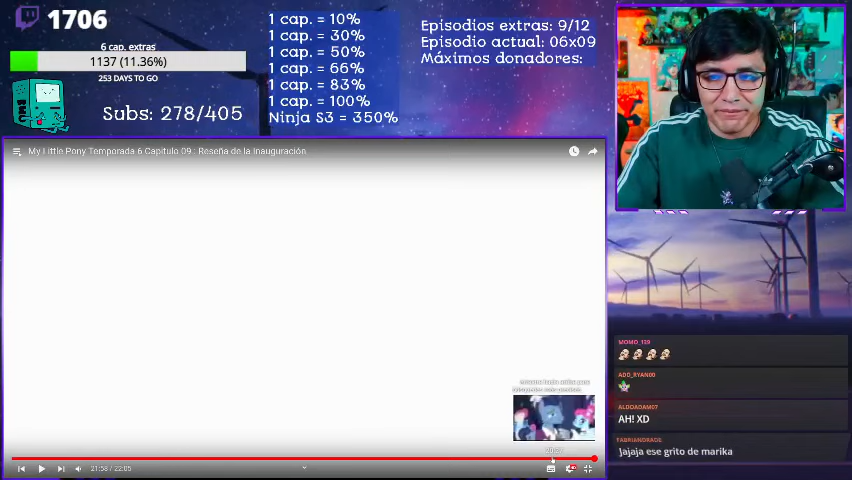 1706
6 cap. extras
1137 (11.36%)
253 DAYS TO GO
Subs: 278/405
1 cap. = 10%
1 cap. = 30%
1 cap. = 50%
1 cap. = 66%
1 cap. = 83%
1 cap. = 100%
Ninja S3 = 350%
Episodios extras: 9/12
Episodio actual: 06x09
Máximos donadores:
My Little Pony Temporada 6 Capitulo 09 : Reseña de la Inauguración
21:58 / 22:05
MOMO_139
ADO_RYAN00
ALDOADAM07
AH! XD
FABRIANDRADE
Jajaja ese grito de marika